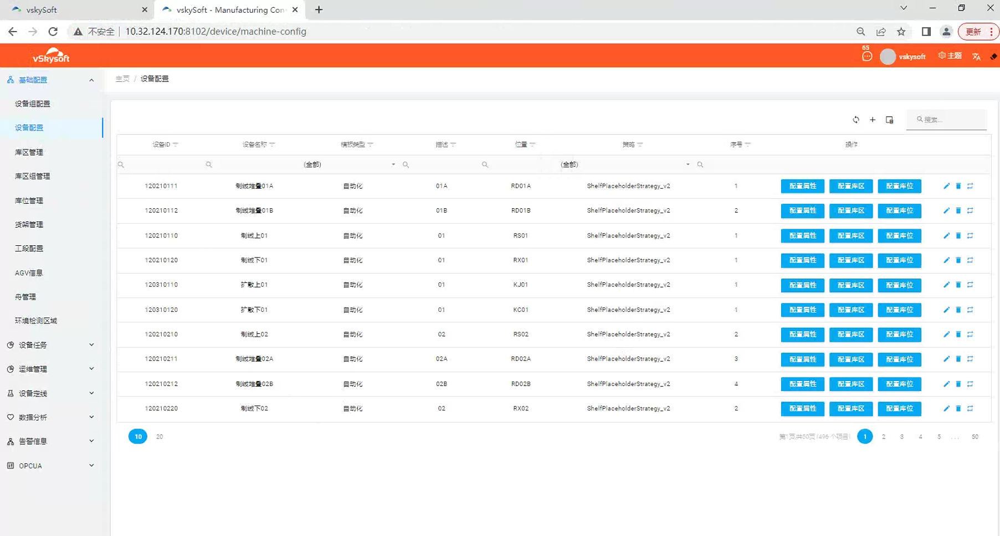 vskySoft
vskySoft - Manufacturing Con
不安全 10.32.124.170:8102/device/machine-config
更新
vSkysoft
65
vskysoft
主题
基础配置
设备组配置
设备配置
库区管理
库区组管理
库位管理
货架管理
工段配置
AGV信息
舟管理
环境检测区域
设备任务
运维管理
设备定线
数据分析
告警信息
OPCUA
主页 / 设备配置
搜索...
设备ID 设备名称 模板类型 描述 位置 策略 序号 操作
(全部) (全部)
120210111 制绒堆叠01A 自动化 01A RD01A ShelfPlaceholderStrategy_v2 1 配置属性 配置库区 配置库位
120210112 制绒堆叠01B 自动化 01B RD01B ShelfPlaceholderStrategy_v2 2 配置属性 配置库区 配置库位
120210110 制绒上01 自动化 01 RS01 ShelfPlaceholderStrategy_v2 1 配置属性 配置库区 配置库位
120210120 制绒下01 自动化 01 RX01 ShelfPlaceholderStrategy_v2 1 配置属性 配置库区 配置库位
120310110 扩散上01 自动化 01 KJ01 ShelfPlaceholderStrategy_v2 1 配置属性 配置库区 配置库位
120310120 扩散下01 自动化 01 KC01 ShelfPlaceholderStrategy_v2 1 配置属性 配置库区 配置库位
120210210 制绒上02 自动化 02 RS02 ShelfPlaceholderStrategy_v2 2 配置属性 配置库区 配置库位
120210211 制绒堆叠02A 自动化 02A RD02A ShelfPlaceholderStrategy_v2 3 配置属性 配置库区 配置库位
120210212 制绒堆叠02B 自动化 02B RD02B ShelfPlaceholderStrategy_v2 4 配置属性 配置库区 配置库位
120210220 制绒下02 自动化 02 RX02 ShelfPlaceholderStrategy_v2 2 配置属性 配置库区 配置库位
10 20 第1页,共50页 (496 个项目) 1 2 3 4 5 ... 50